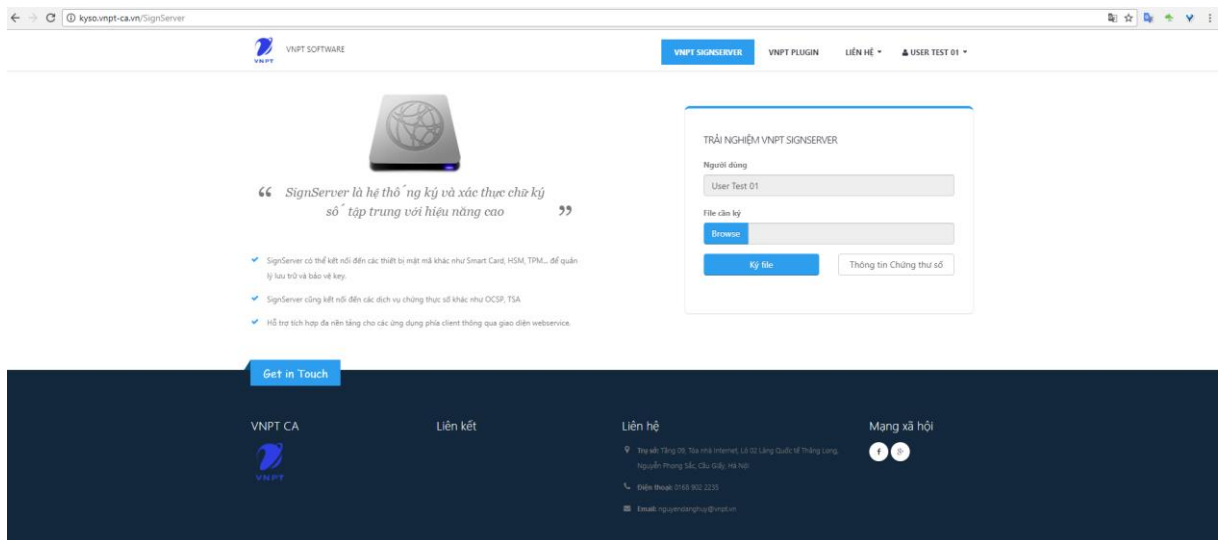 kyso.vnpt-ca.vn/SignServer
VNPT
VNPT SOFTWARE
VNPT SIGNSERVER
VNPT PLUGIN
LIÊN HỆ
USER TEST 01
“ SignServer là hệ thống ký và xác thực chữ ký
số tập trung với hiệu năng cao ”
SignServer có thể kết nối đến các thiết bị mật mã khác như Smart Card, HSM, TPM... để quản
lý lưu trữ và bảo vệ key.
SignServer cũng kết nối đến các dịch vụ chứng thực số khác như OCSP, TSA
Hỗ trợ tích hợp đa nền tảng cho các ứng dụng phía client thông qua giao diện webservice.
TRẢI NGHIỆM VNPT SIGNSERVER
Người dùng
User Test 01
File cần ký
Browse
Ký file
Thông tin Chứng thư số
Get in Touch
VNPT CA
VNPT
Liên kết
Liên hệ
Trụ sở: Tầng 09, Tòa nhà Internet, Lô 02 Làng Quốc tế Thăng Long,
Nguyễn Phong Sắc, Cầu Giấy, Hà Nội
Điện thoại: 0168 902 2235
Email: nguyendanghuy@vnpt.vn
Mạng xã hội